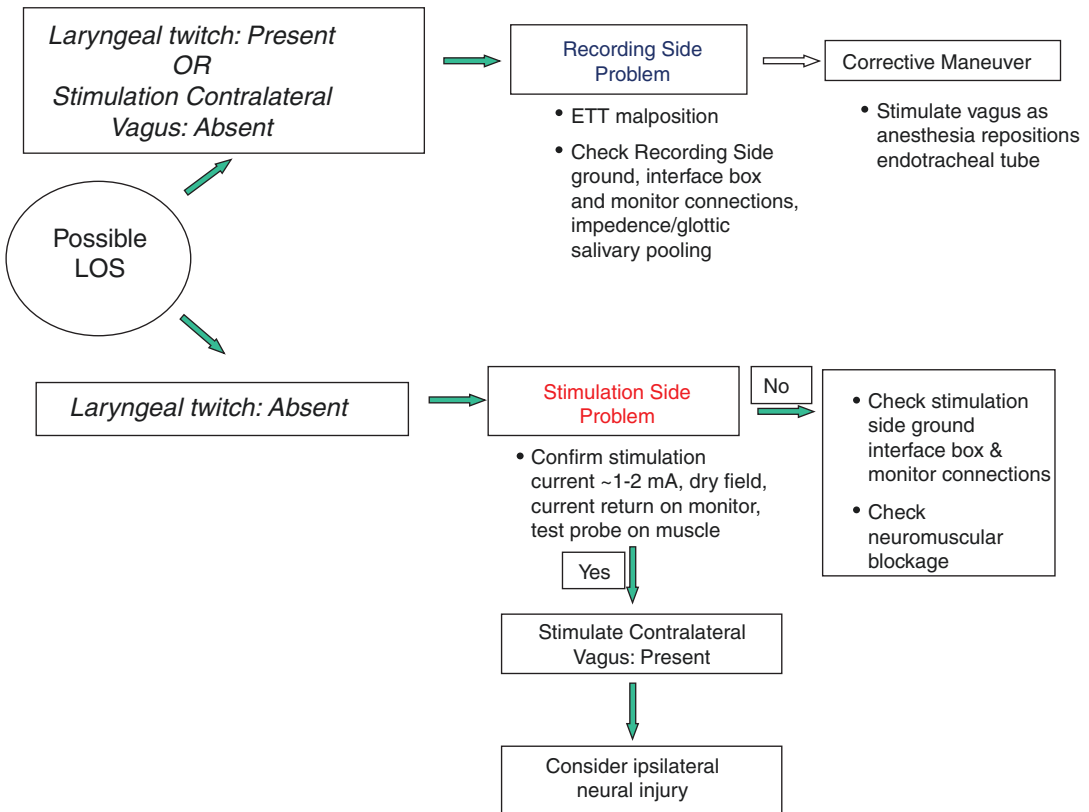 Laryngeal twitch: Present
OR
Stimulation Contralateral
Vagus: Absent
Recording Side
Problem
• ETT malposition
• Check Recording Side
ground, interface box
and monitor connections,
impedence/glottic
salivary pooling
Corrective Maneuver
• Stimulate vagus as
anesthesia repositions
endotracheal tube
Possible
LOS
Laryngeal twitch: Absent
Stimulation Side
Problem
• Confirm stimulation
current ~1-2 mA, dry field,
current return on monitor,
test probe on muscle
No
• Check stimulation
side ground
interface box &
monitor connections
• Check
neuromuscular
blockage
Yes
Stimulate Contralateral
Vagus: Present
Consider ipsilateral
neural injury